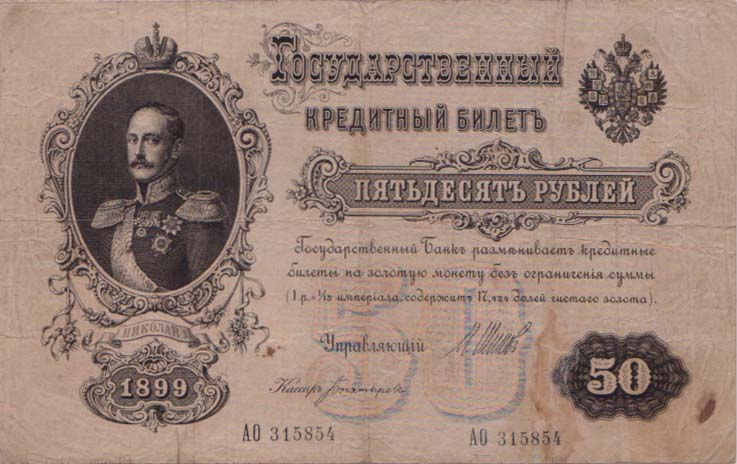 Государственный
кредитный билетъ
пятьдесятъ рублей
Государственный Банкъ размѣниваетъ кредитные
билеты на золотую монету безъ ограниченія суммы
(1 р.= 1/15 имперіала, содержитъ 17,424 долей чистаго золота).
50
Управляющій
НИКОЛАЙ I
1899
50
Кассиръ
АО 315854
АО 315854